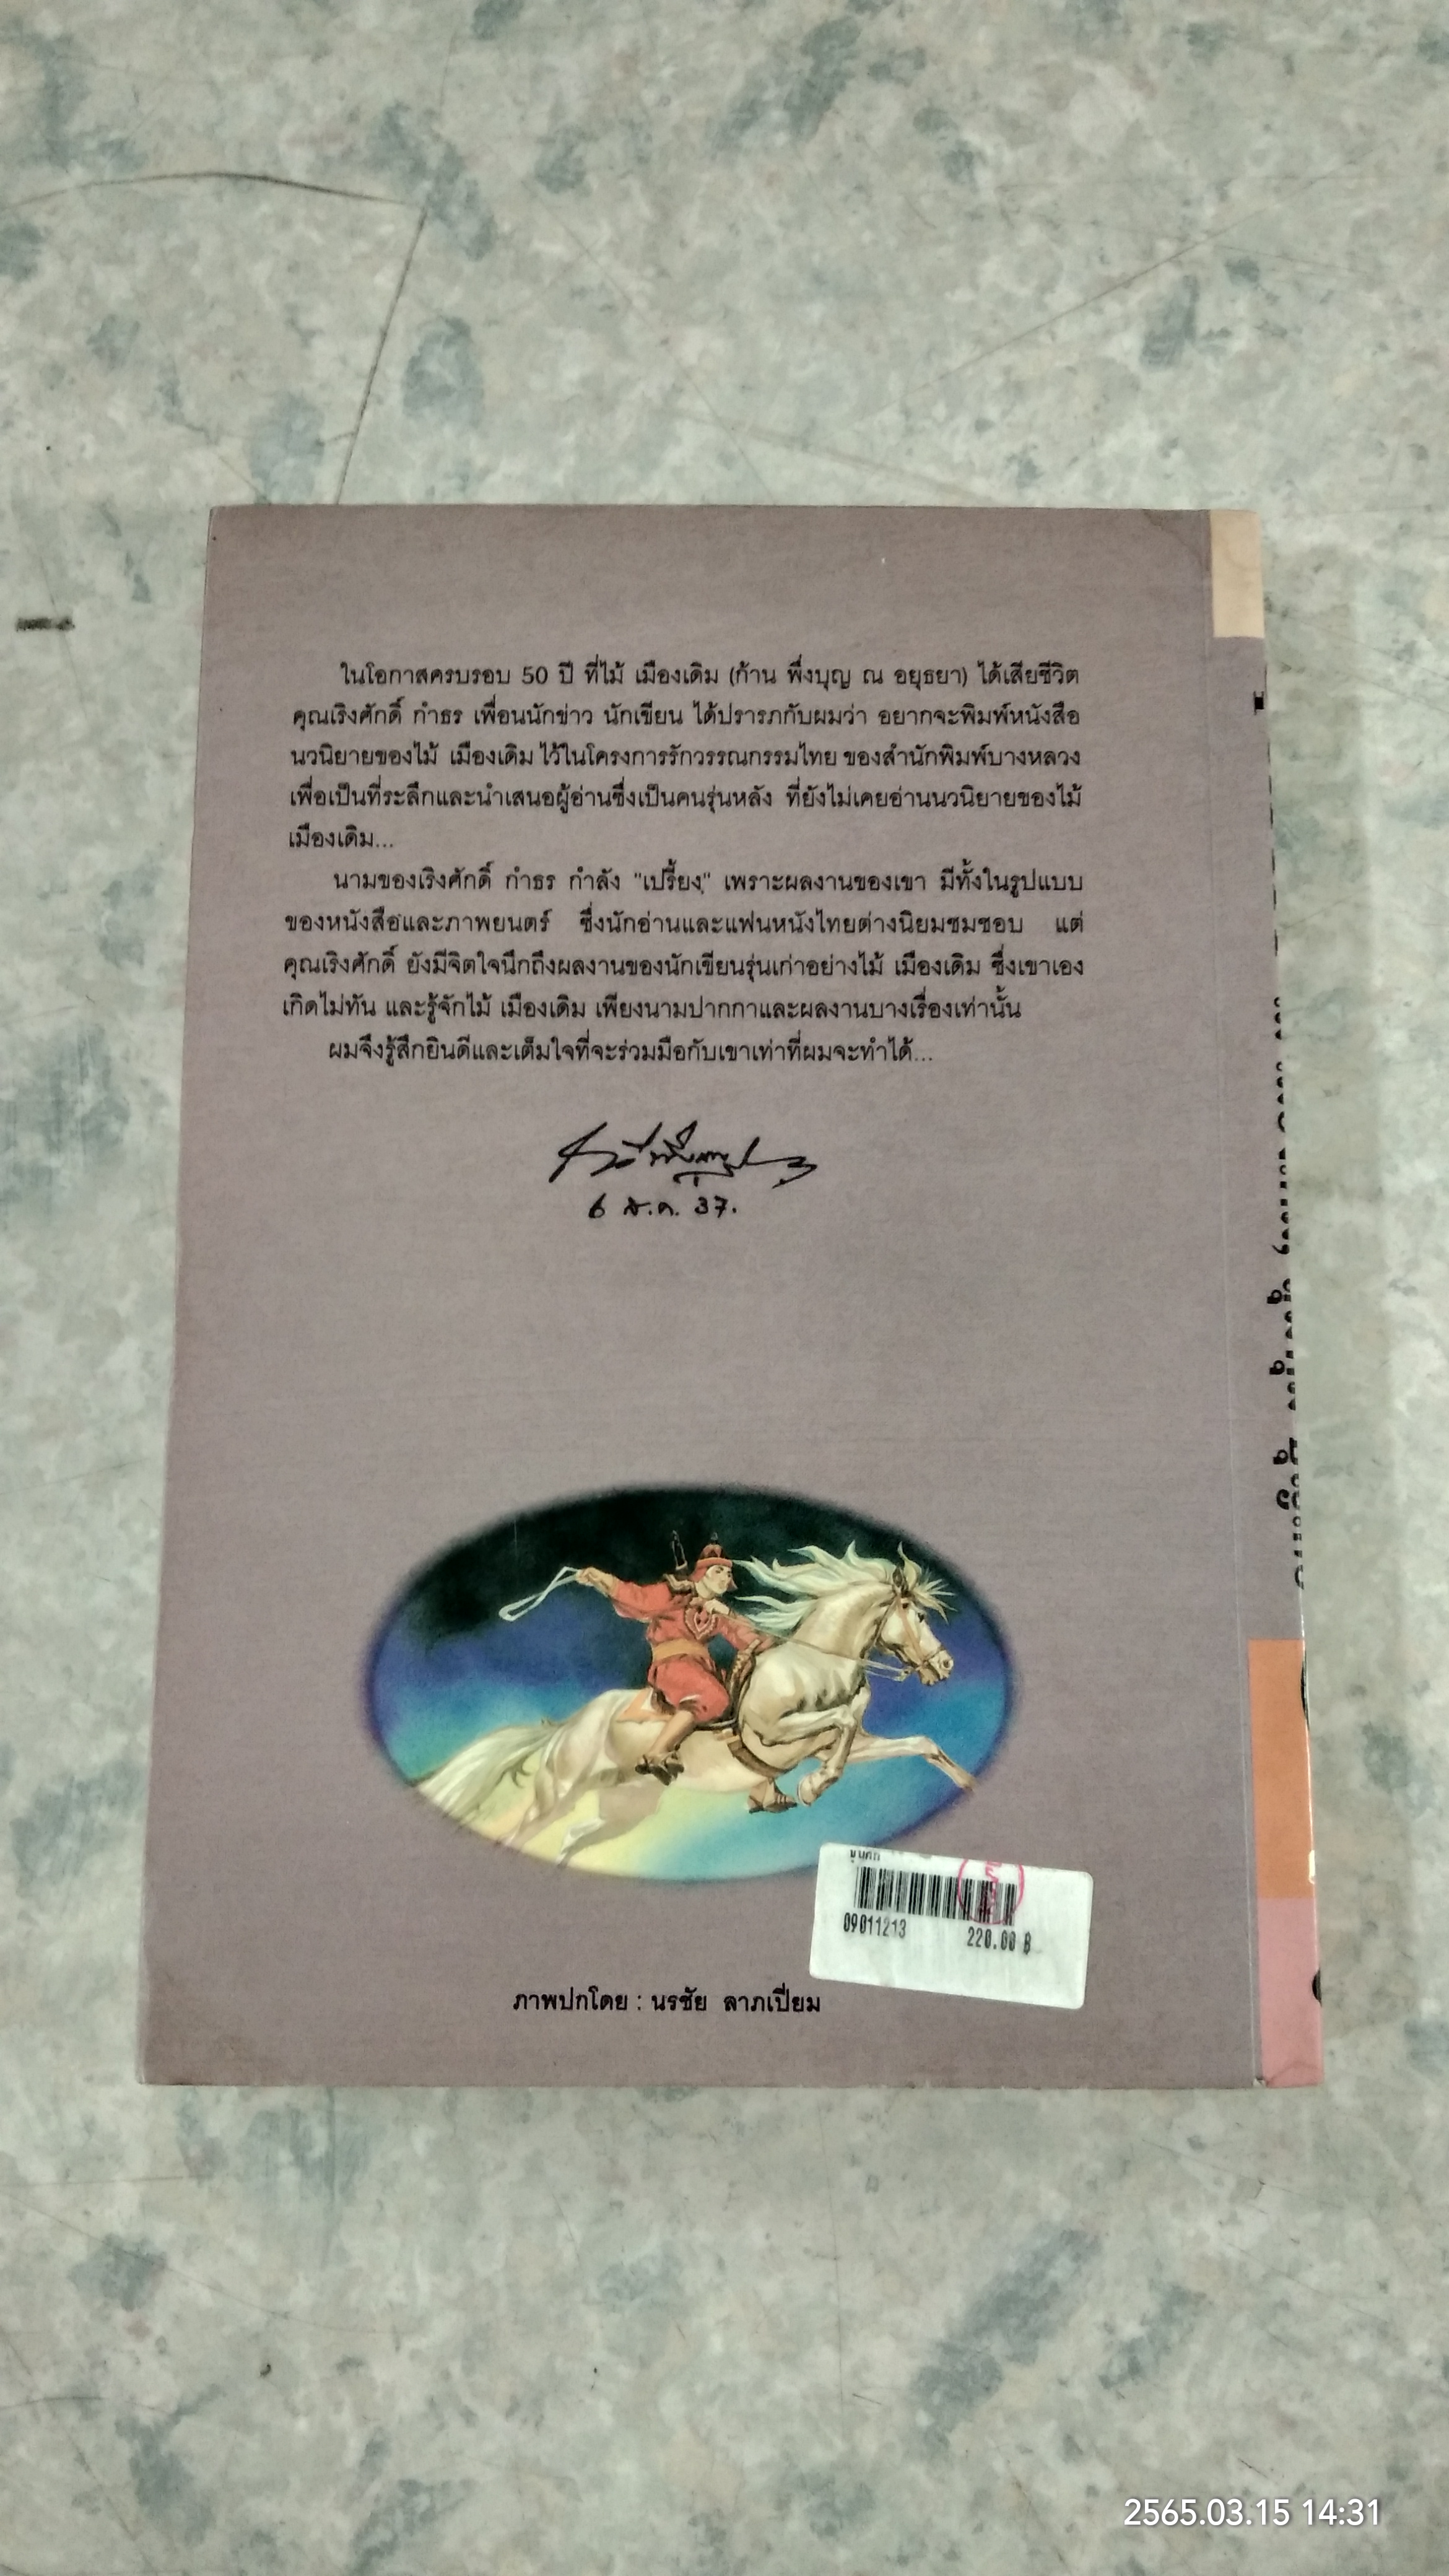 ในโอกาสครบรอบ 50 ปี ที่ไม้ เมืองเดิม (ก้าน พึ่งบุญ ณ อยุธยา) ได้เสียชีวิต
คุณเริงศักดิ์ กำธร เพื่อนนักข่าว นักเขียน ได้ปรารภกับผมว่า อยากจะพิมพ์หนังสือ
นวนิยายของไม้ เมืองเดิม ไว้ในโครงการรักวรรณกรรมไทย ของสำนักพิมพ์บางหลวง
เพื่อเป็นที่ระลึกและนำเสนอผู้อ่านซึ่งเป็นคนรุ่นหลัง ที่ยังไม่เคยอ่านนวนิยายของไม้
เมืองเดิม...
นามของเริงศักดิ์ กำธร กำลัง "เปรี้ยง" เพราะผลงานของเขา มีทั้งในรูปแบบ
ของหนังสือและภาพยนตร์ ซึ่งนักอ่านและแฟนหนังไทยต่างนิยมชมชอบ แต่
คุณเริงศักดิ์ ยังมีจิตใจนึกถึงผลงานของนักเขียนรุ่นเก่าอย่างไม้ เมืองเดิม ซึ่งเขาเอง
เกิดไม่ทัน และรู้จักไม้ เมืองเดิม เพียงนามปากกาและผลงานบางเรื่องเท่านั้น
ผมจึงรู้สึกยินดีและเต็มใจที่จะร่วมมือกับเขาเท่าที่ผมจะทำได้...
6 ส.ค. 37.
ขุนศึก
09011213 220.00 ฿
ภาพปกโดย : นรชัย ลาภเปี่ยม
2565.03.15 14:31